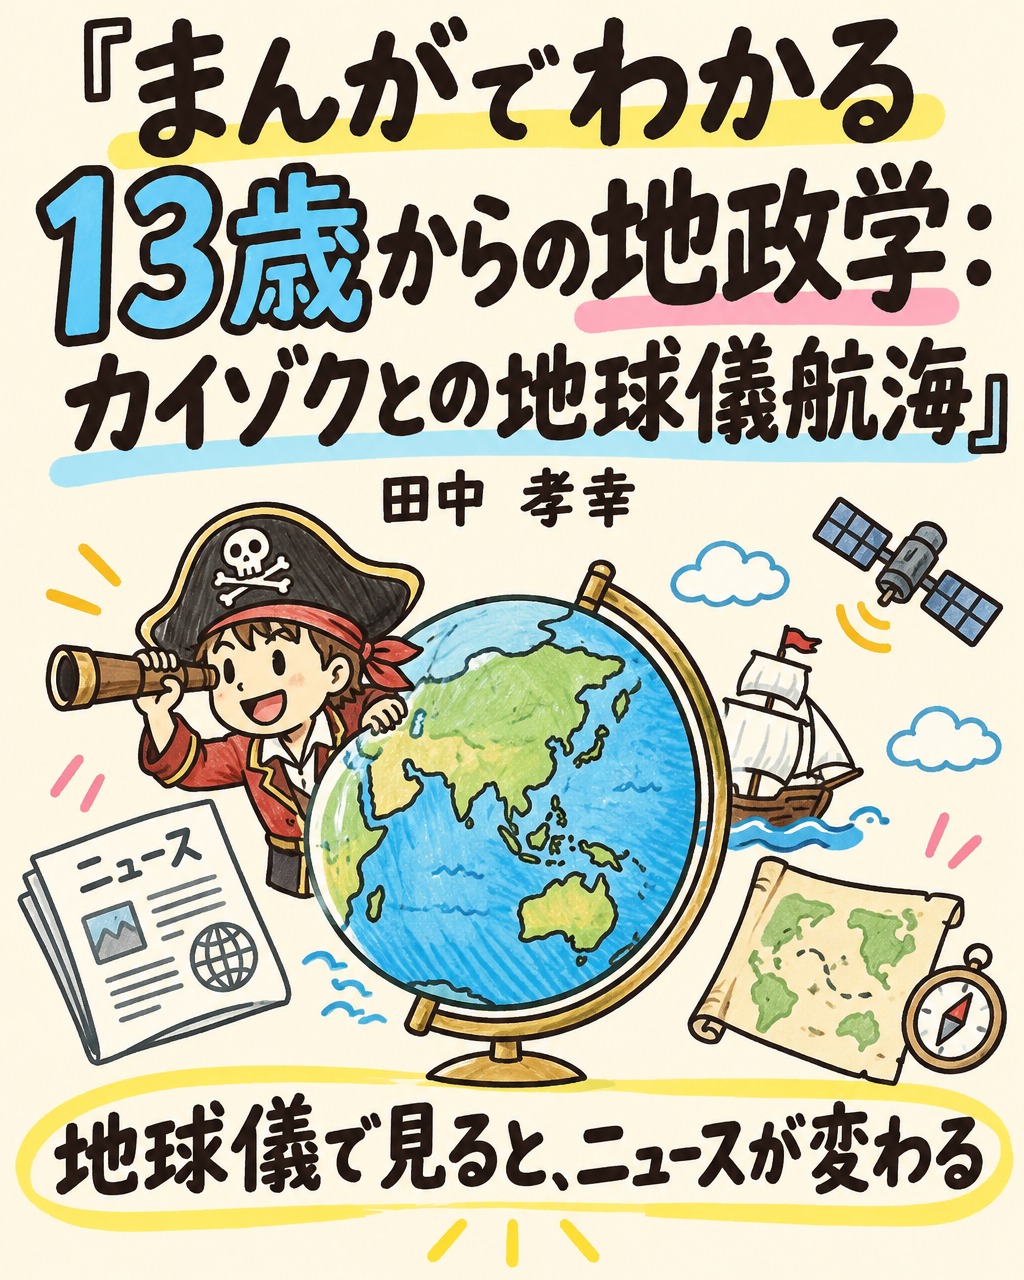 『まんがでわかる
13歳からの地政学:
カイゾクとの地球儀航海』
田中 孝幸
ニュース
地球儀で見ると、ニュースが変わる